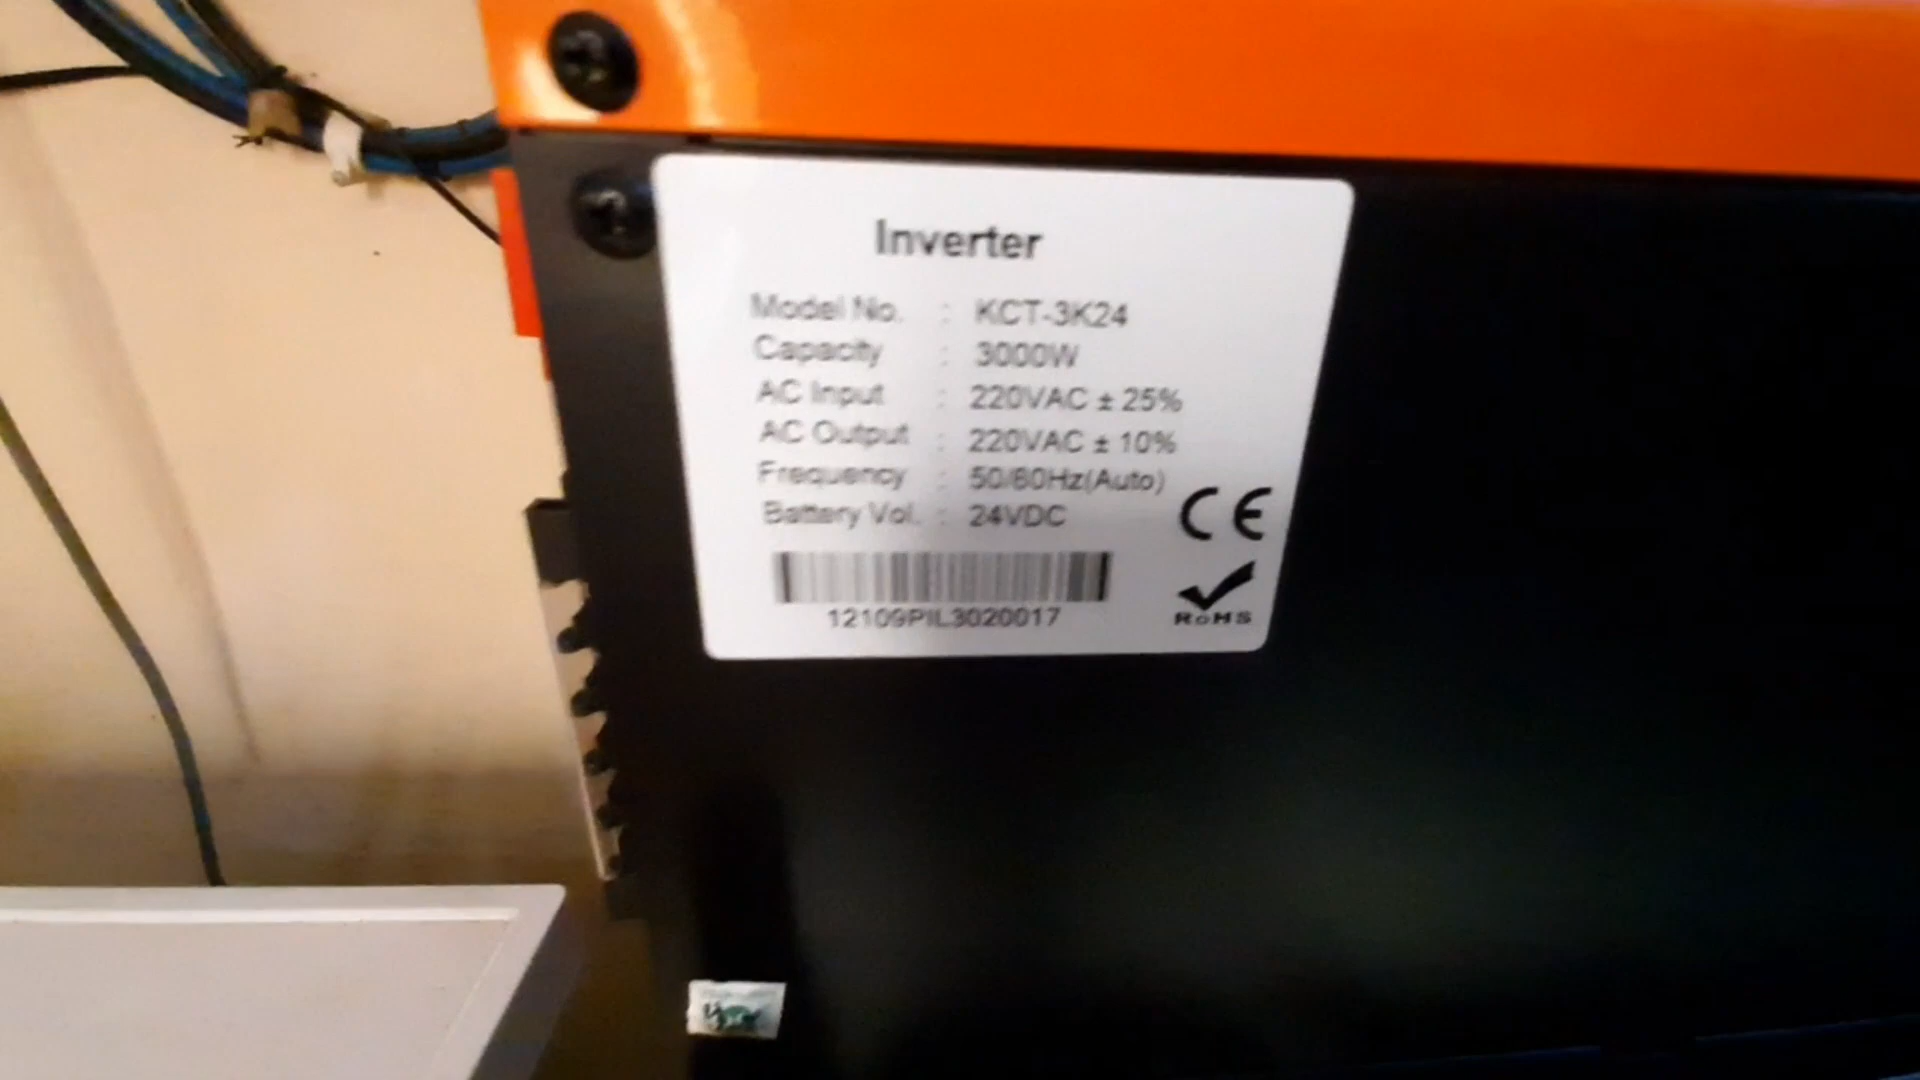 Inverter
Model No. : KCT-3K24
Capacity : 3000W
AC Input : 220VAC ± 25%
AC Output : 220VAC ± 10%
Frequency : 50/60Hz(Auto)
Battery Vol. : 24VDC
CE
12109PIL3020017
RoHS